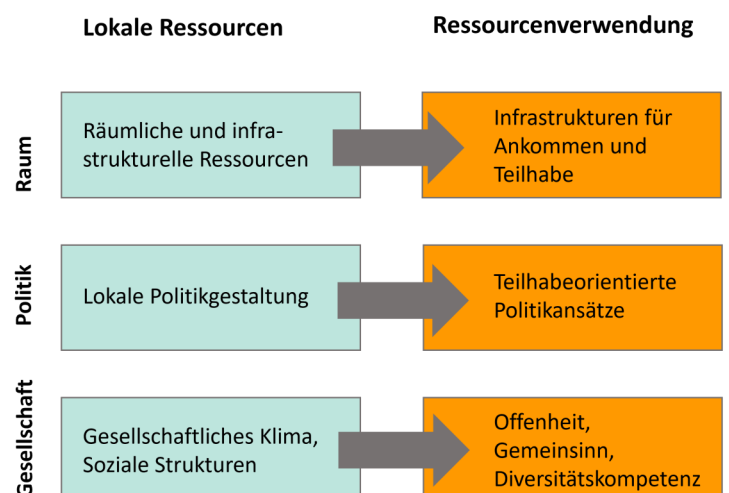 Lokale Ressourcen
Ressourcenverwendung
Raum
Räumliche und infra-
strukturelle Ressourcen
Infrastrukturen für
Ankommen und
Teilhabe
Politik
Lokale Politikgestaltung
Teilhabeorientierte
Politikansätze
Gesellschaft
Gesellschaftliches Klima,
Soziale Strukturen
Offenheit,
Gemeinsinn,
Diversitätskompetenz